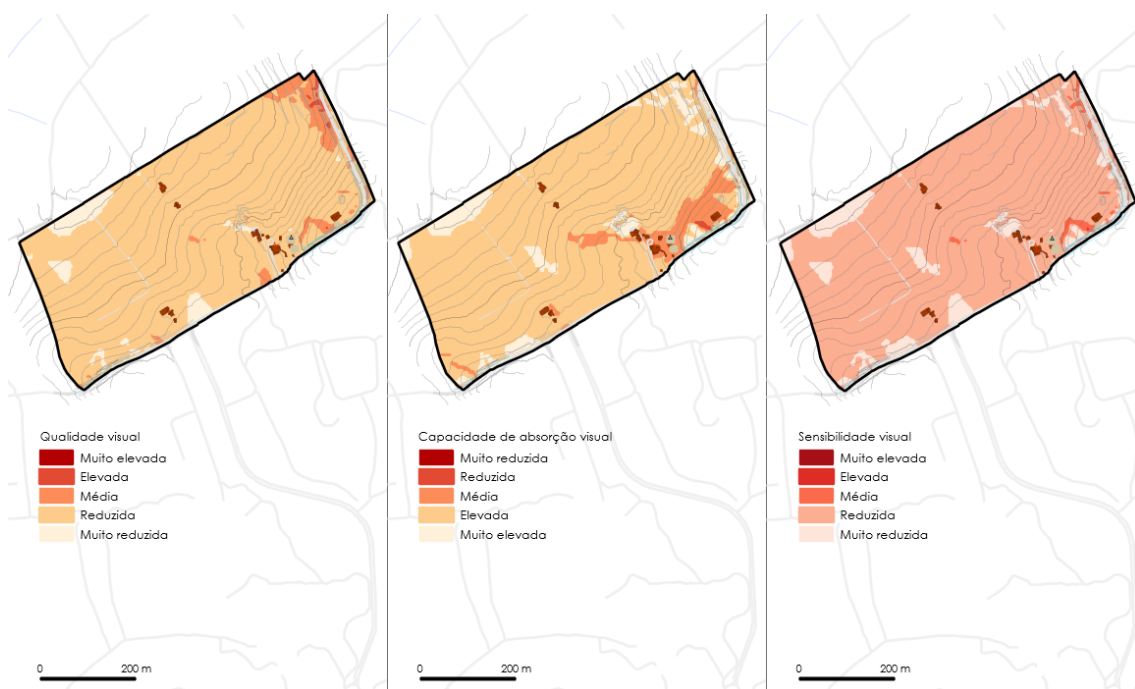 Qualidade visual
Muito elevada
Elevada
Média
Reduzida
Muito reduzida
0 200 m
Capacidade de absorção visual
Muito reduzida
Reduzida
Média
Elevada
Muito elevada
0 200 m
Sensibilidade visual
Muito elevada
Elevada
Média
Reduzida
Muito reduzida
0 200 m